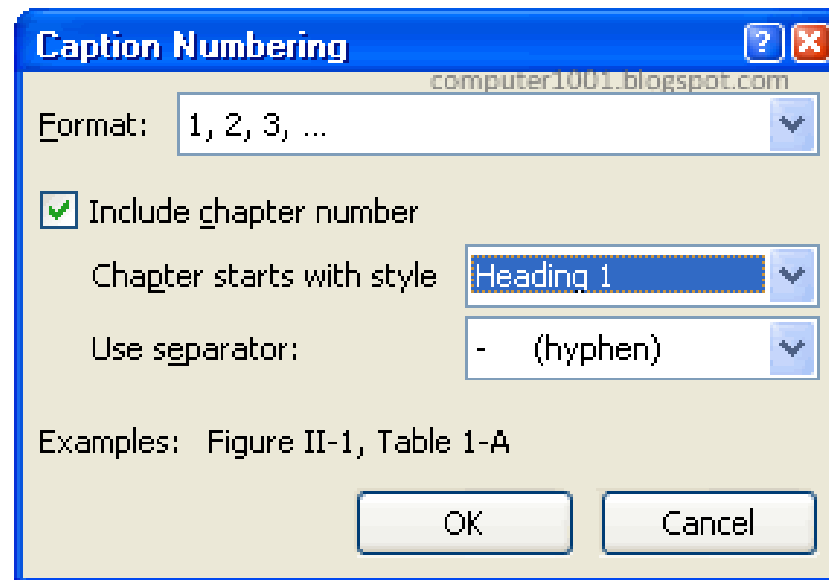 Caption Numbering
computer1001.blogspot.com
Format: 1, 2, 3, ...
Include chapter number
Chapter starts with style Heading 1
Use separator: - (hyphen)
Examples: Figure II-1, Table 1-A
OK Cancel